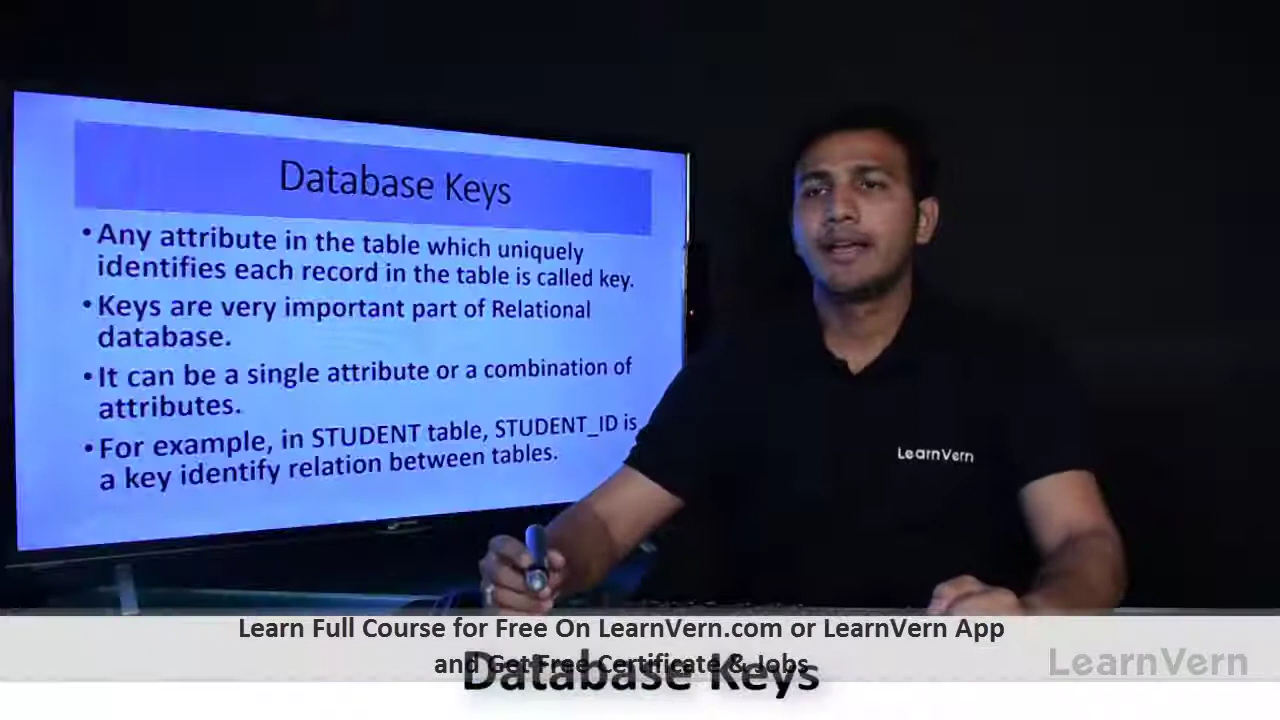 Database Keys
• Any attribute in the table which uniquely
identifies each record in the table is called key.
• Keys are very important part of Relational
database.
• It can be a single attribute or a combination of
attributes.
• For example, in STUDENT table, STUDENT_ID is
a key identify relation between tables.
LearnVern
Learn Full Course for Free On LearnVern.com or LearnVern App
and Get Free Certificate & Jobs
Database Keys
LearnVern